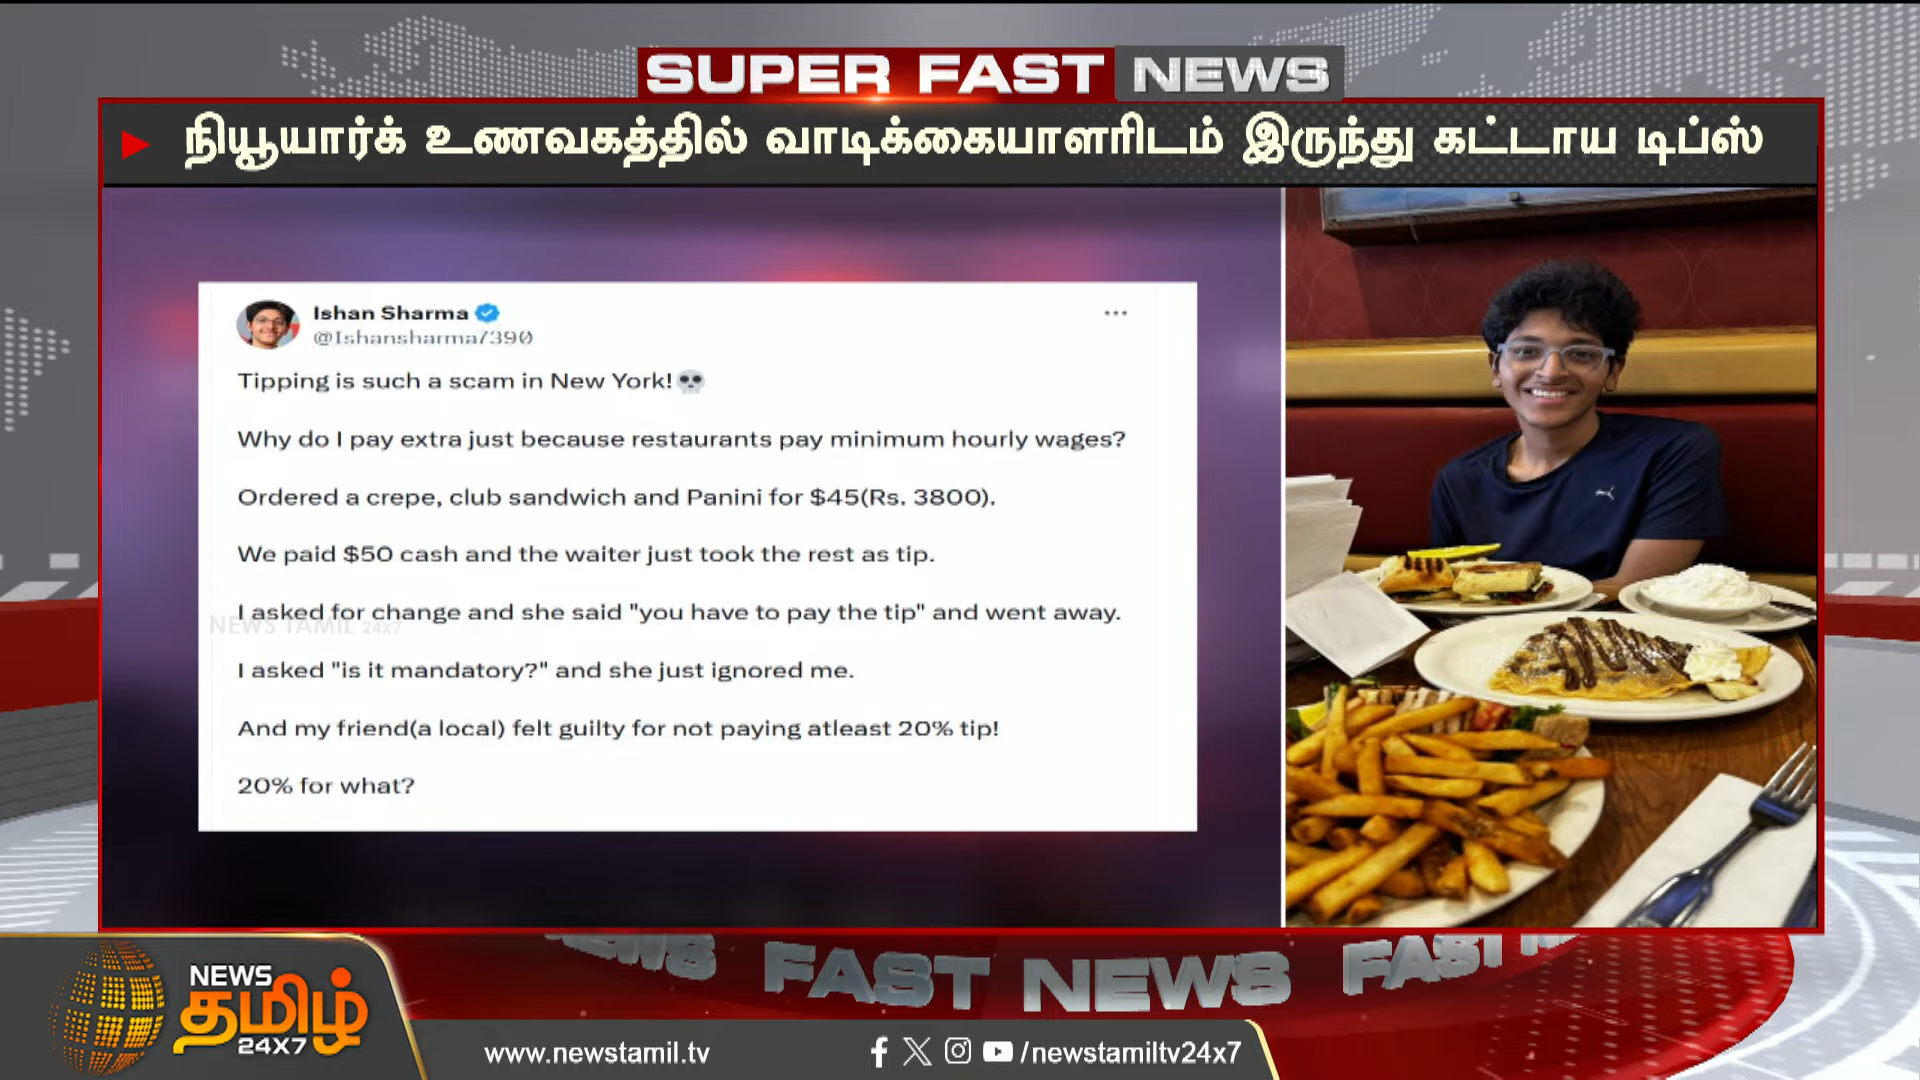 SUPER FAST NEWS
நியூயார்க் உணவகத்தில் வாடிக்கையாளரிடம் இருந்து கட்டாய டிப்ஸ்
Ishan Sharma
@Ishansharma7390
Tipping is such a scam in New York!💀
Why do I pay extra just because restaurants pay minimum hourly wages?
Ordered a crepe, club sandwich and Panini for $45(Rs. 3800).
We paid $50 cash and the waiter just took the rest as tip.
I asked for change and she said "you have to pay the tip" and went away.
NEWS TAMIL 24x7
I asked "is it mandatory?" and she just ignored me.
And my friend(a local) felt guilty for not paying atleast 20% tip!
20% for what?
NEWS FAST NEWS FAST N
NEWS
தமிழ்
24X7
www.newstamil.tv
/newstamiltv24x7